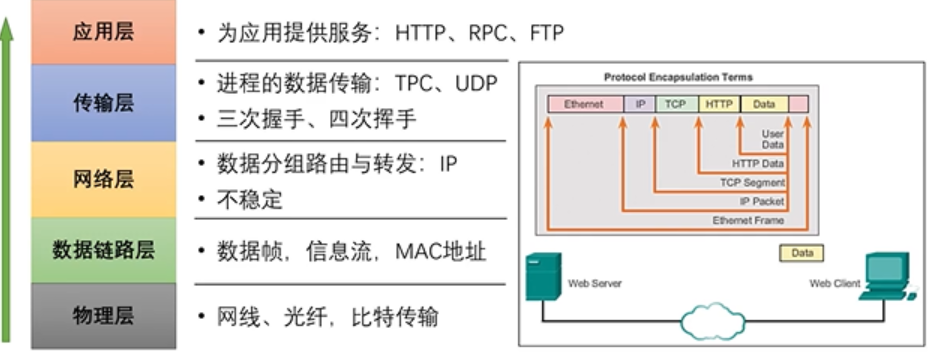 应用层
• 为应用提供服务：HTTP、RPC、FTP
传输层
• 进程的数据传输：TPC、UDP
• 三次握手、四次挥手
网络层
• 数据分组路由与转发：IP
• 不稳定
数据链路层
• 数据帧，信息流，MAC地址
物理层
• 网线、光纤，比特传输
Protocol Encapsulation Terms
Ethernet IP TCP HTTP Data
User
Data
HTTP Data
TCP Segment
IP Packet
Ethernet Frame
Data
Web Server
Web Client